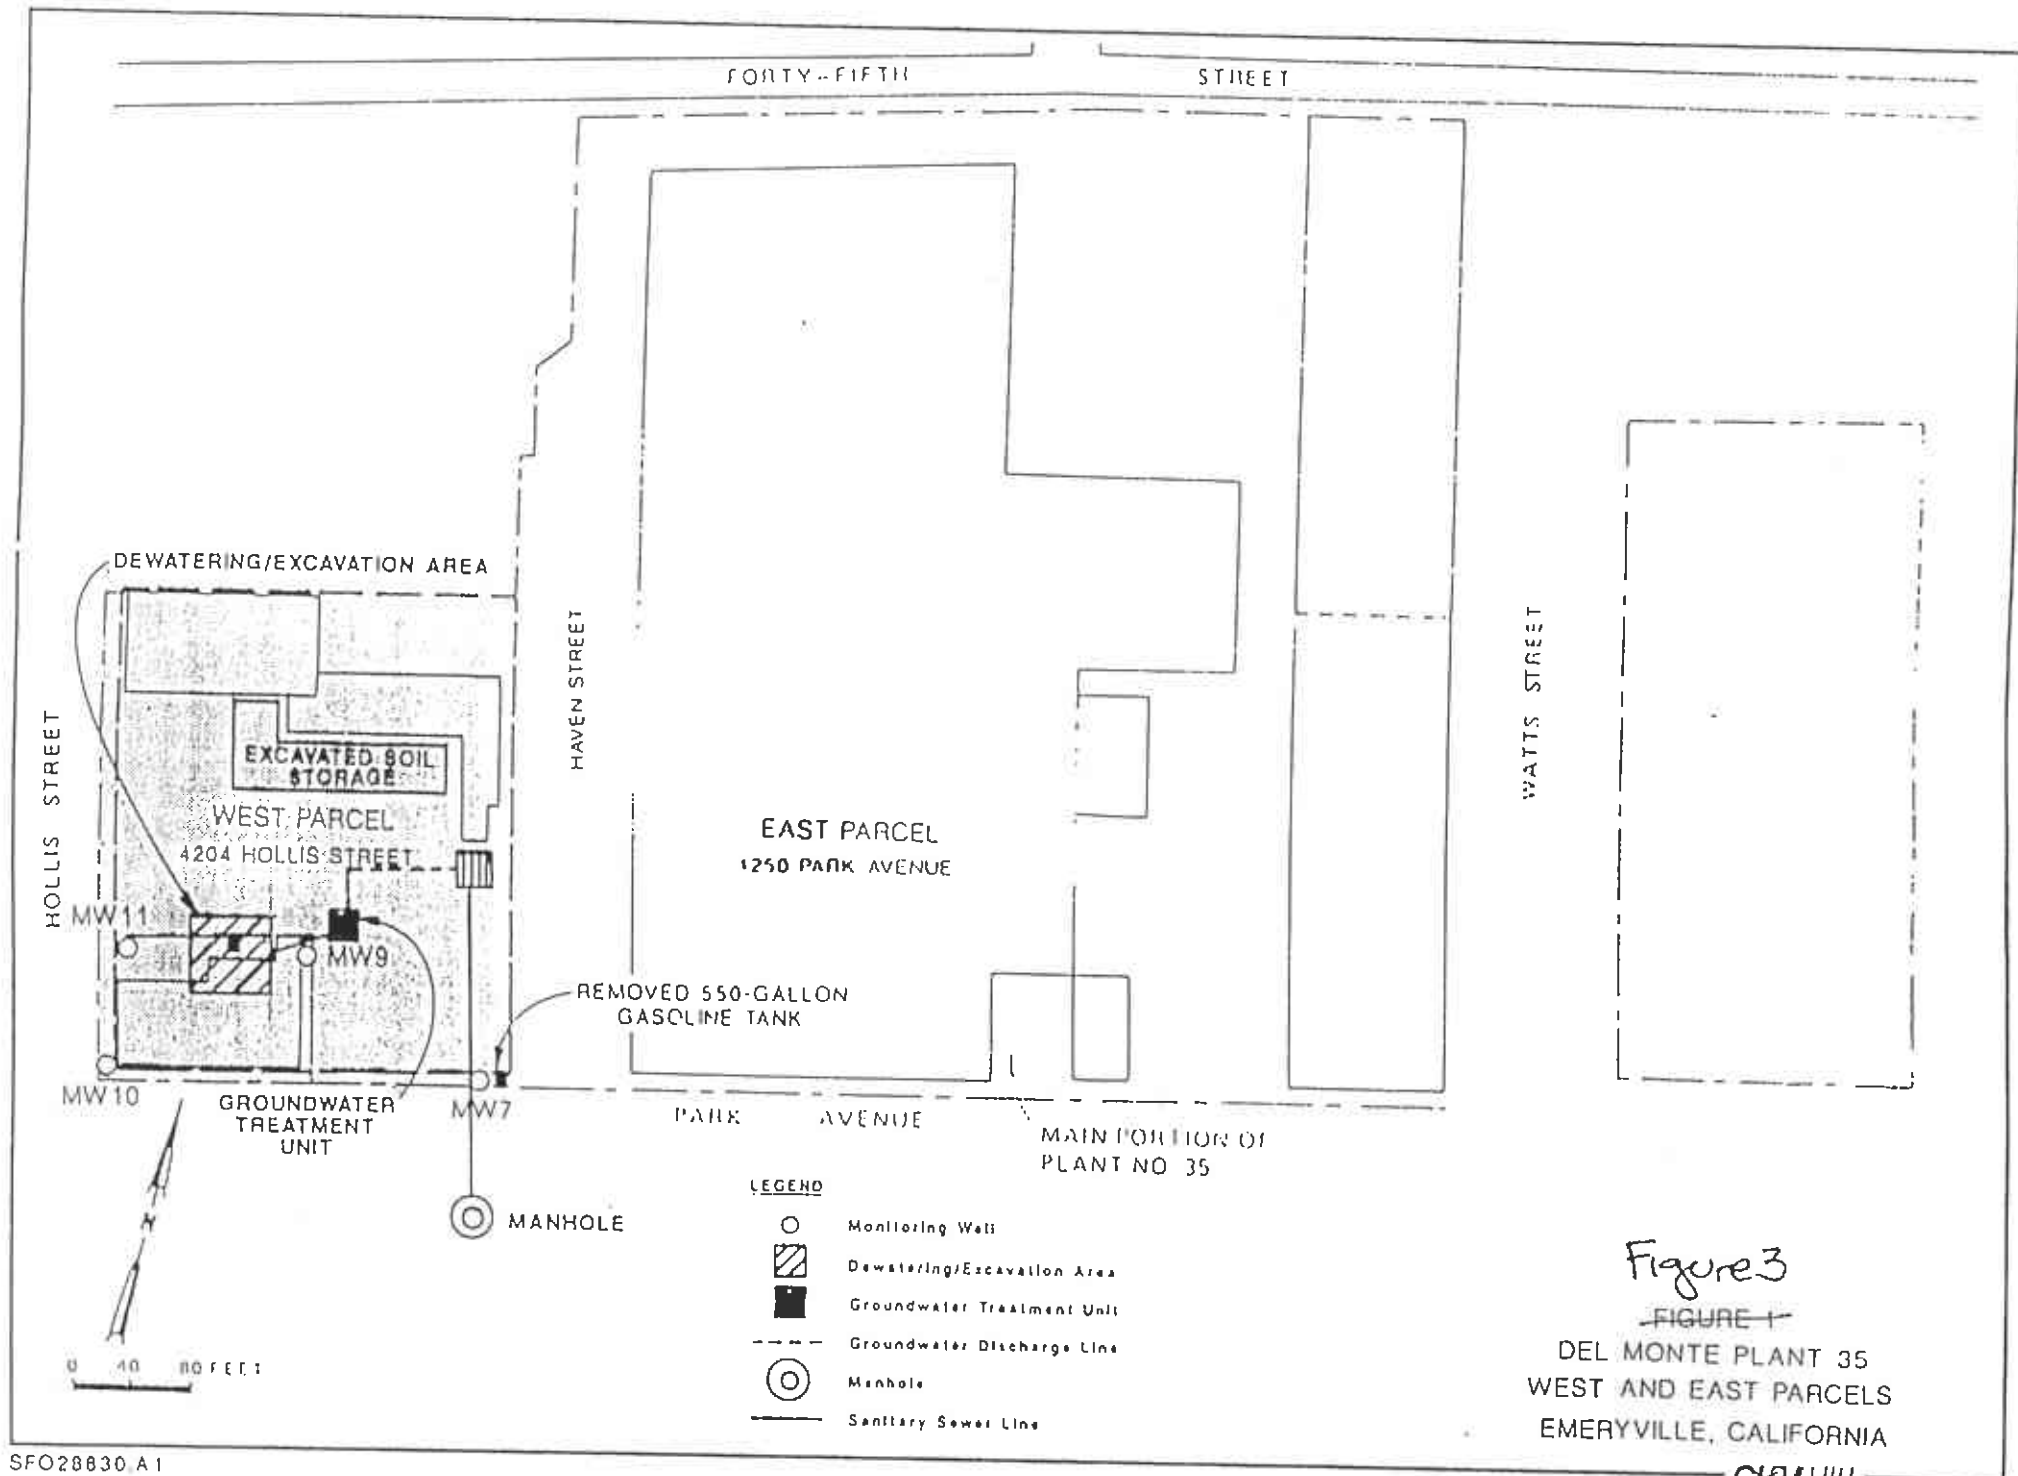 FORTY-FIFTH STREET
DEWATERING/EXCAVATION AREA
HOLLIS STREET
HAVEN STREET
WATTS STREET
EXCAVATED SOIL
STORAGE
WEST PARCEL
4204 HOLLIS STREET
EAST PARCEL
1250 PARK AVENUE
MW11
MW9
REMOVED 550-GALLON
GASOLINE TANK
MW10
GROUNDWATER
TREATMENT
UNIT
MW7
PARK AVENUE
MAIN PORTION OF
PLANT NO 35
N
MANHOLE
0 40 80 FEET
LEGEND
Monitoring Well
Dewatering/Excavation Area
Groundwater Treatment Unit
Groundwater Discharge Line
Manhole
Sanitary Sewer Line
Figure 3
FIGURE 1
DEL MONTE PLANT 35
WEST AND EAST PARCELS
EMERYVILLE, CALIFORNIA
SFO28630.A1